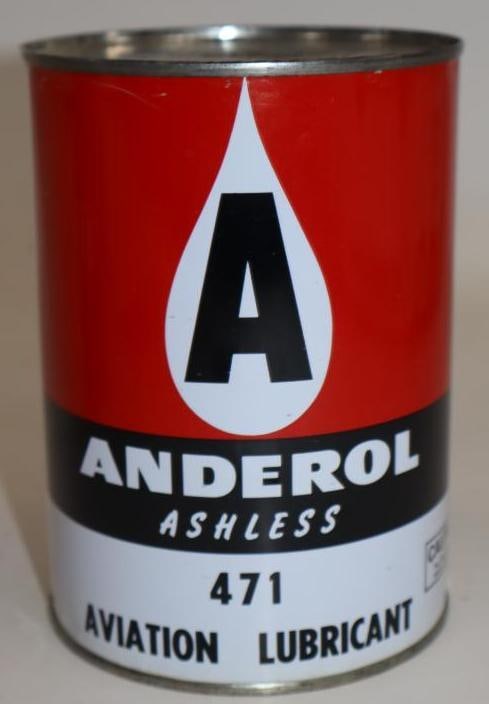 A
ANDEROL
ASHLESS
471
AVIATION LUBRICANT